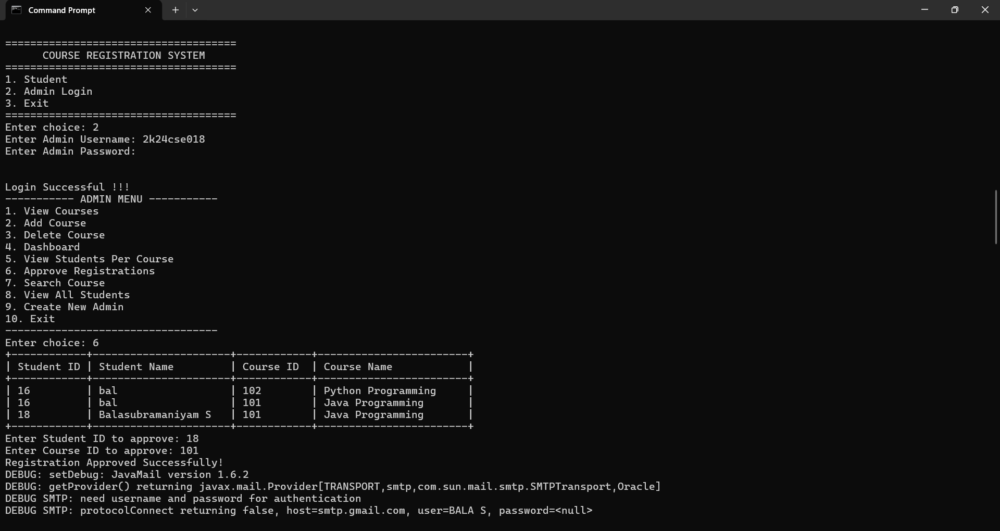 Command Prompt
=====================================
COURSE REGISTRATION SYSTEM
=====================================
1. Student
2. Admin Login
3. Exit
=====================================
Enter choice: 2
Enter Admin Username: 2k24cse018
Enter Admin Password:
Login Successful !!!
----------- ADMIN MENU -----------
1. View Courses
2. Add Course
3. Delete Course
4. Dashboard
5. View Students Per Course
6. Approve Registrations
7. Search Course
8. View All Students
9. Create New Admin
10. Exit
----------------------------------
Enter choice: 6
+------------+----------------------+------------+------------------------+
| Student ID | Student Name         | Course ID  | Course Name            |
+------------+----------------------+------------+------------------------+
| 16         | bal                  | 102        | Python Programming     |
| 16         | bal                  | 101        | Java Programming       |
| 18         | Balasubramaniyam S   | 101        | Java Programming       |
+------------+----------------------+------------+------------------------+
Enter Student ID to approve: 18
Enter Course ID to approve: 101
Registration Approved Successfully!
DEBUG: setDebug: JavaMail version 1.6.2
DEBUG: getProvider() returning javax.mail.Provider[TRANSPORT,smtp,com.sun.mail.smtp.SMTPTransport,Oracle]
DEBUG SMTP: need username and password for authentication
DEBUG SMTP: protocolConnect returning false, host=smtp.gmail.com, user=BALA S, password=<null>